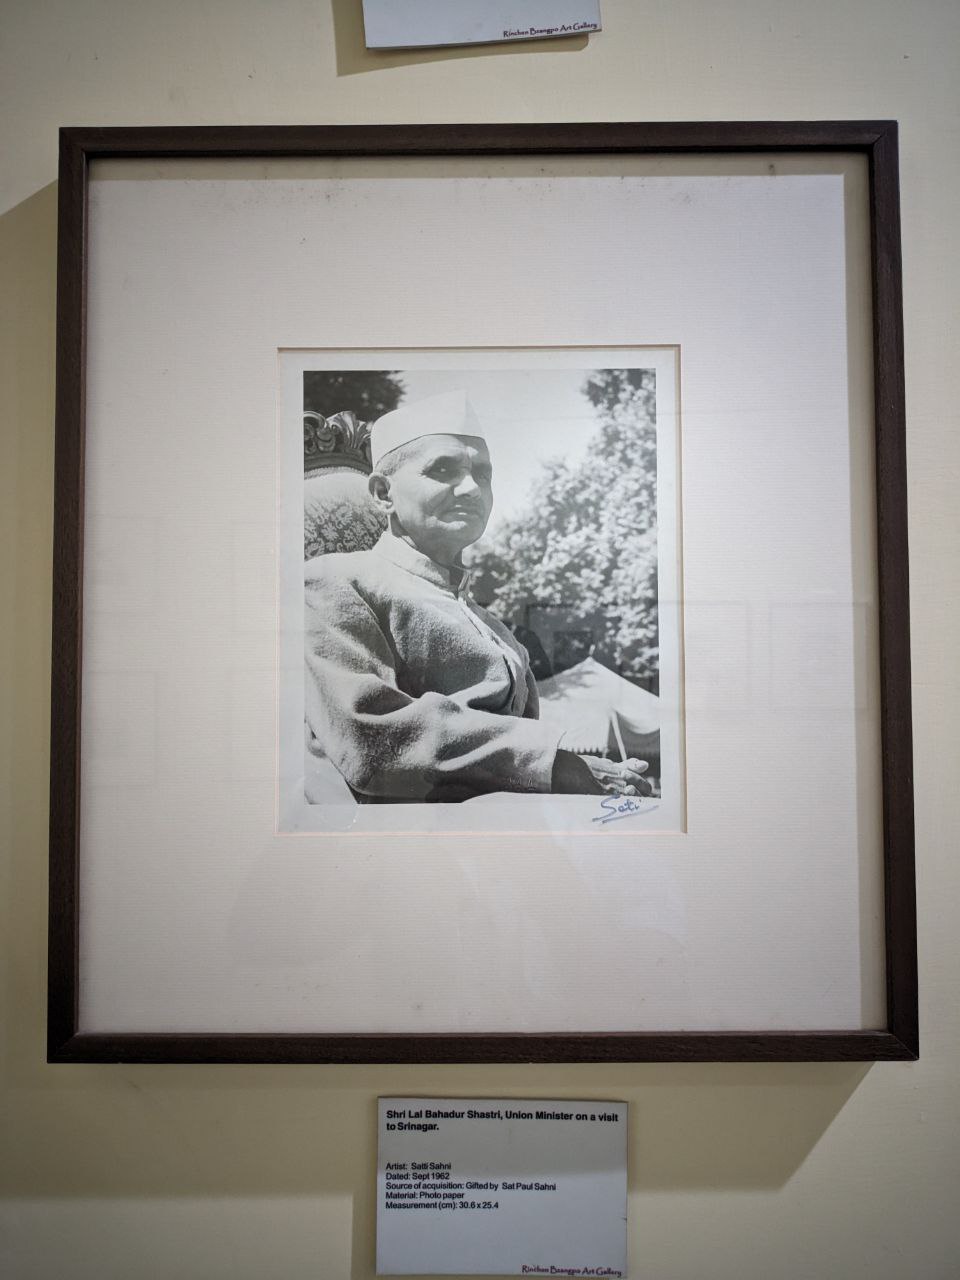 Rinchen Bzangpo Art Gallery
Sati
Shri Lal Bahadur Shastri, Union Minister on a visit
to Srinagar.
Artist: Satti Sahni
Dated: Sept 1962
Source of acquisition: Gifted by Sat Paul Sahni
Material: Photo paper
Measurement (cm): 30.6 x 25.4
Rinchen Bzangpo Art Gallery